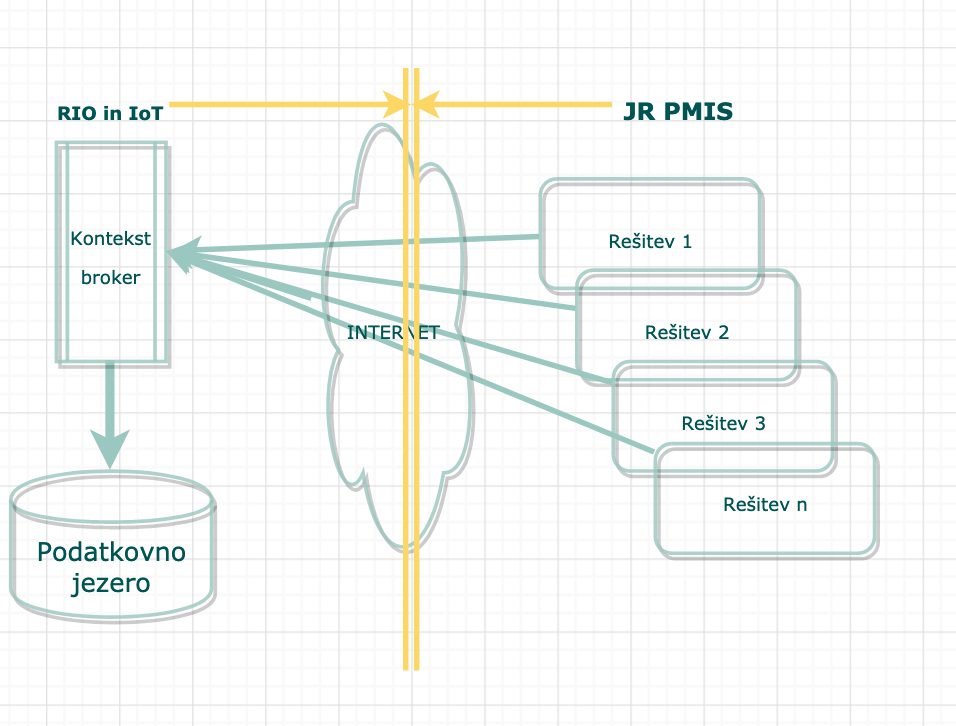 RIO in IoT
JR PMIS
Kontekst
broker
INTERNET
Rešitev 1
Rešitev 2
Rešitev 3
Rešitev n
Podatkovno
jezero